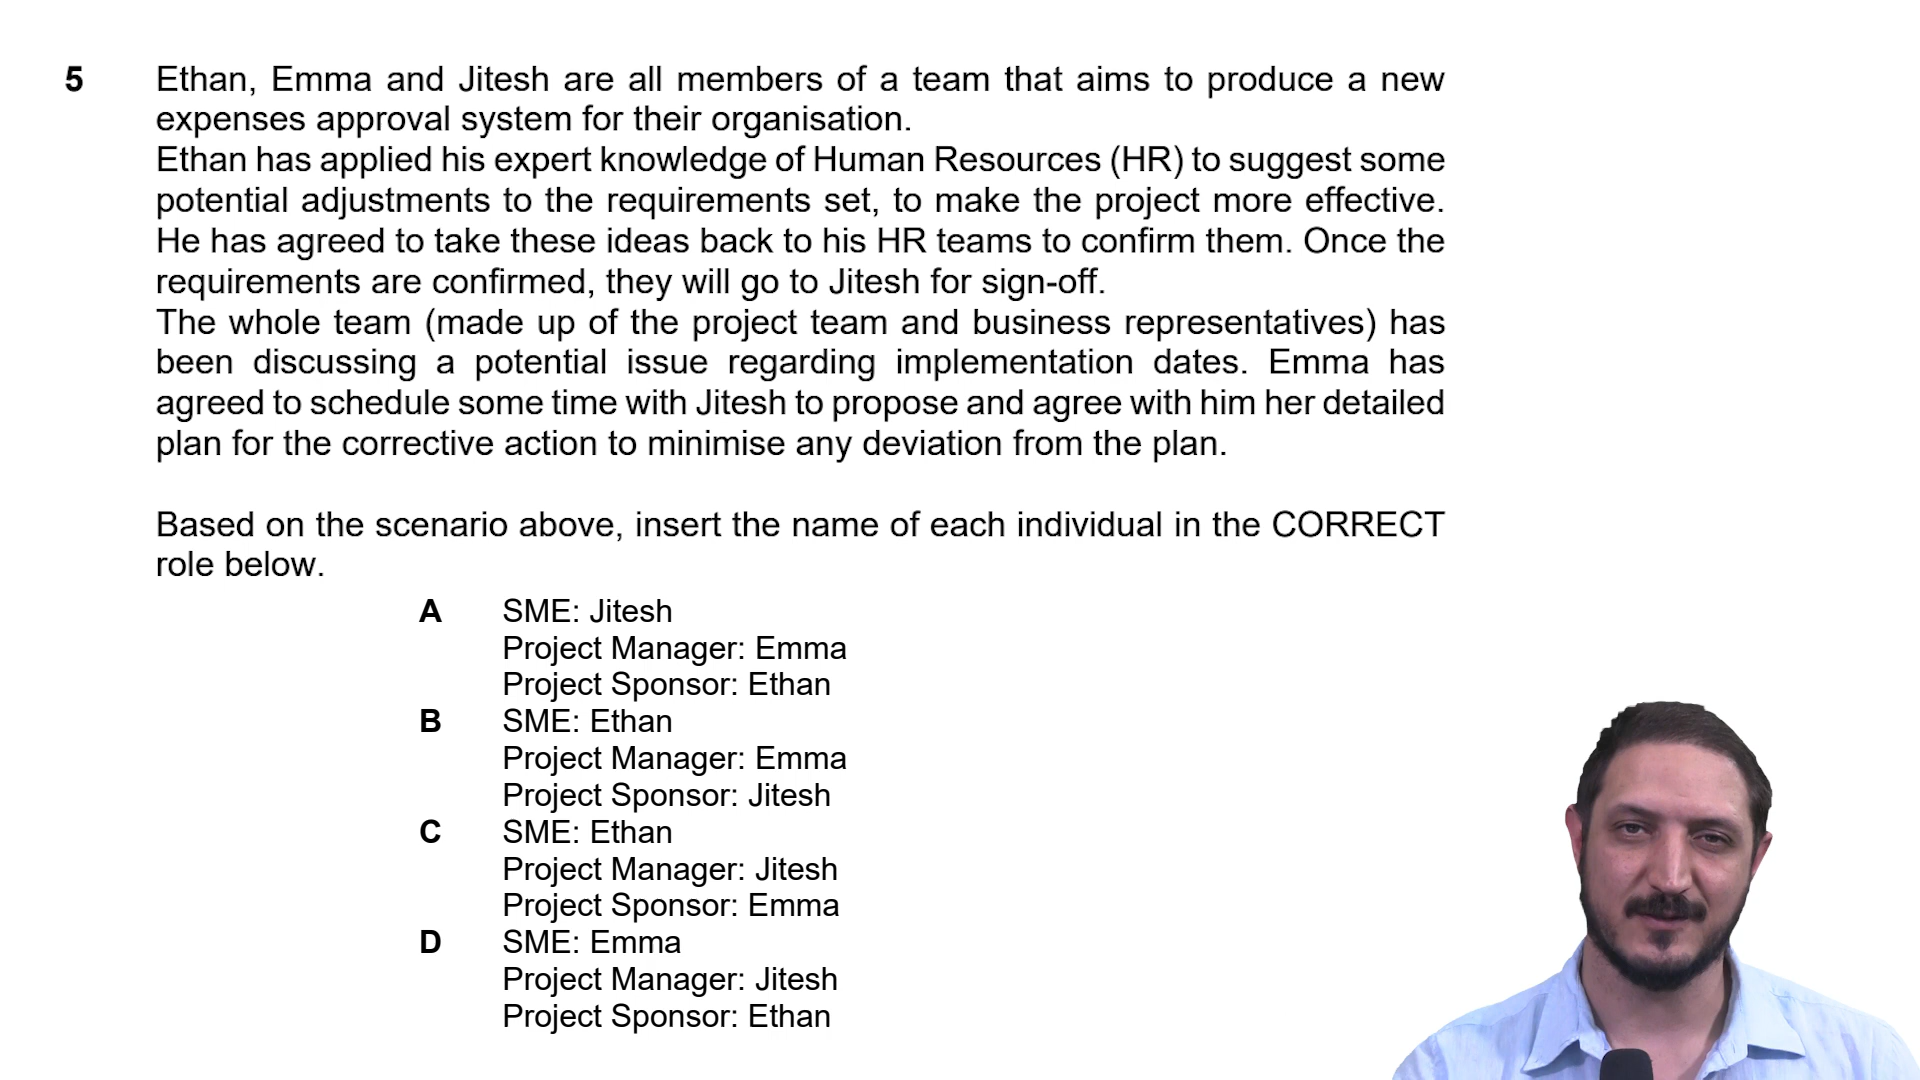 5 Ethan, Emma and Jitesh are all members of a team that aims to produce a new
expenses approval system for their organisation.
Ethan has applied his expert knowledge of Human Resources (HR) to suggest some
potential adjustments to the requirements set, to make the project more effective.
He has agreed to take these ideas back to his HR teams to confirm them. Once the
requirements are confirmed, they will go to Jitesh for sign-off.
The whole team (made up of the project team and business representatives) has
been discussing a potential issue regarding implementation dates. Emma has
agreed to schedule some time with Jitesh to propose and agree with him her detailed
plan for the corrective action to minimise any deviation from the plan.
Based on the scenario above, insert the name of each individual in the CORRECT
role below.
A SME: Jitesh
Project Manager: Emma
Project Sponsor: Ethan
B SME: Ethan
Project Manager: Emma
Project Sponsor: Jitesh
C SME: Ethan
Project Manager: Jitesh
Project Sponsor: Emma
D SME: Emma
Project Manager: Jitesh
Project Sponsor: Ethan